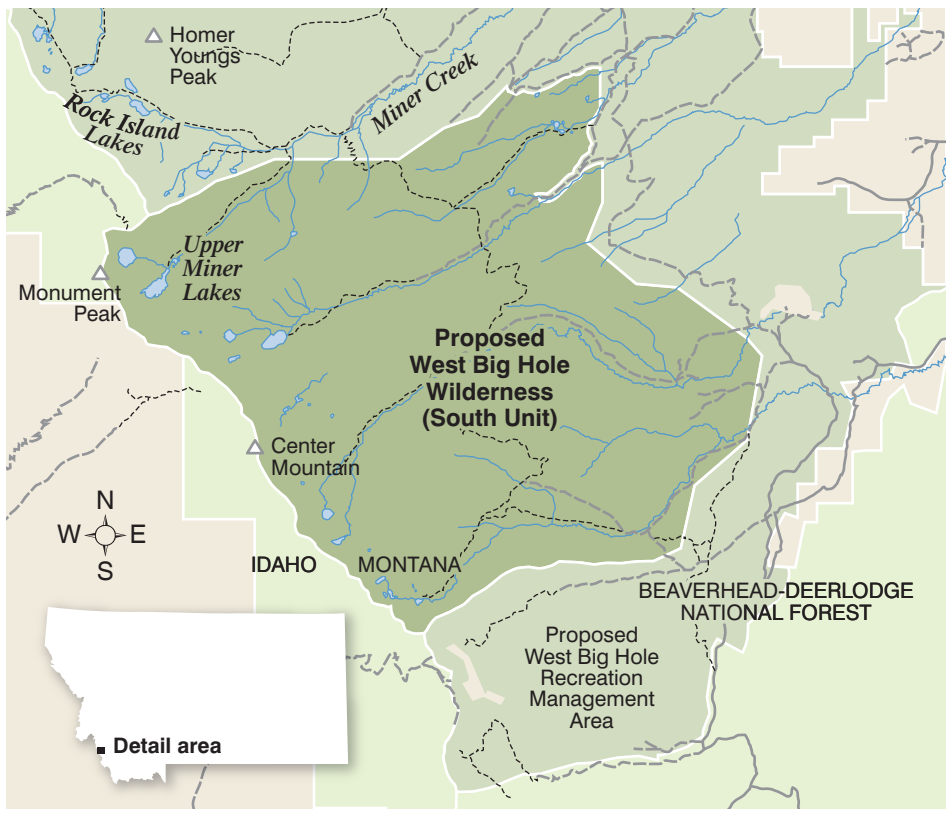 Homer
Youngs
Peak
Miner Creek
Rock Island
Lakes
Upper
Miner
Lakes
Monument
Peak
Proposed
West Big Hole
Wilderness
(South Unit)
Center
Mountain
N
W E
S
IDAHO MONTANA
BEAVERHEAD-DEERLODGE
NATIONAL FOREST
Proposed
West Big Hole
Recreation
Management
Area
Detail area